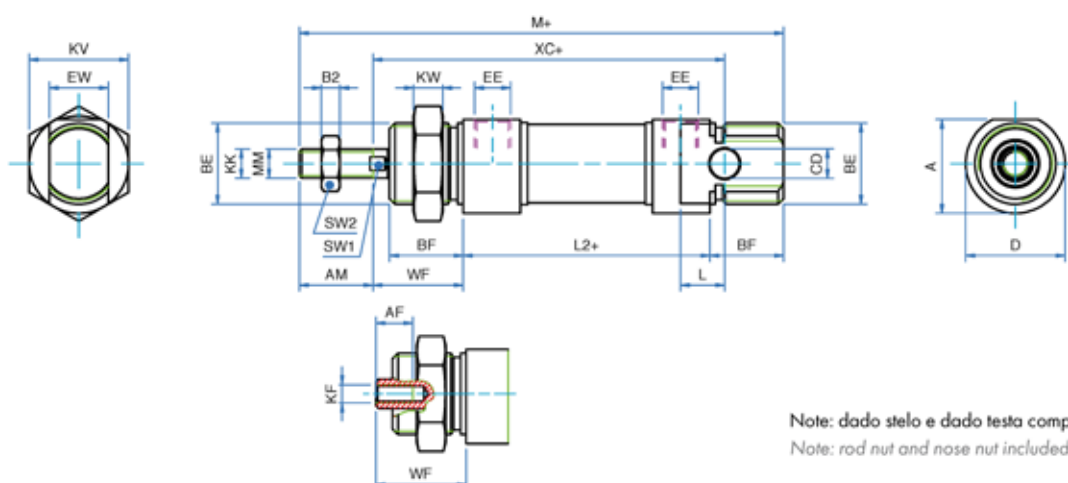 M+
XC+
KV
EW
B2
KW
EE
EE
BE
KK
MM
CD
BE
A
SW2
SW1
BF
L2+
BF
D
AM
WF
L
AF
KF
WF
Note: dado stelo e dado testa comp
Note: rod nut and nose nut included